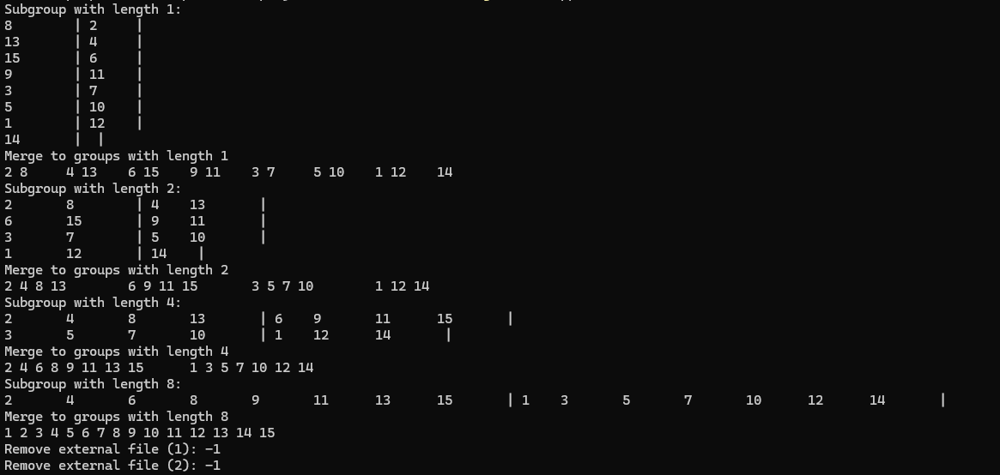 Subgroup with length 1:
8 | 2 |
13 | 4 |
15 | 6 |
9 | 11 |
3 | 7 |
5 | 10 |
1 | 12 |
14 | |
Merge to groups with length 1
2 8 4 13 6 15 9 11 3 7 5 10 1 12 14
Subgroup with length 2:
2 8 | 4 13 |
6 15 | 9 11 |
3 7 | 5 10 |
1 12 | 14 |
Merge to groups with length 2
2 4 8 13 6 9 11 15 3 5 7 10 1 12 14
Subgroup with length 4:
2 4 8 13 | 6 9 11 15 |
3 5 7 10 | 1 12 14 |
Merge to groups with length 4
2 4 6 8 9 11 13 15 1 3 5 7 10 12 14
Subgroup with length 8:
2 4 6 8 9 11 13 15 | 1 3 5 7 10 12 14 |
Merge to groups with length 8
1 2 3 4 5 6 7 8 9 10 11 12 13 14 15
Remove external file (1): -1
Remove external file (2): -1